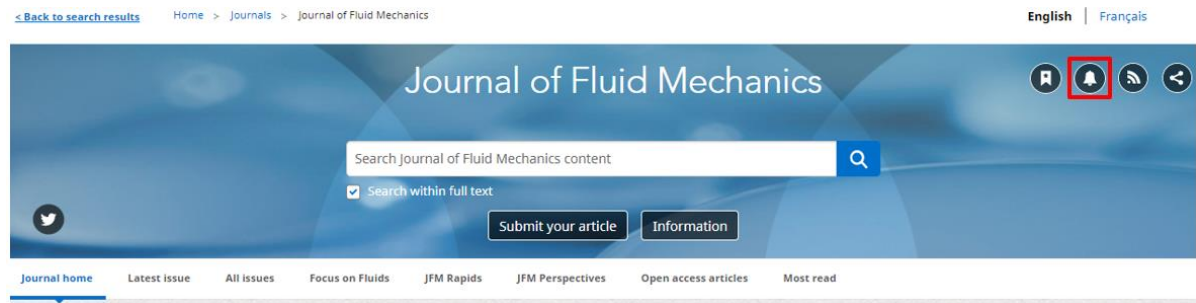 < Back to search results Home > Journals > Journal of Fluid Mechanics English | Français
Journal of Fluid Mechanics
Search Journal of Fluid Mechanics content
Search within full text
Submit your article Information
Journal home Latest issue All issues Focus on Fluids JFM Rapids JFM Perspectives Open access articles Most read